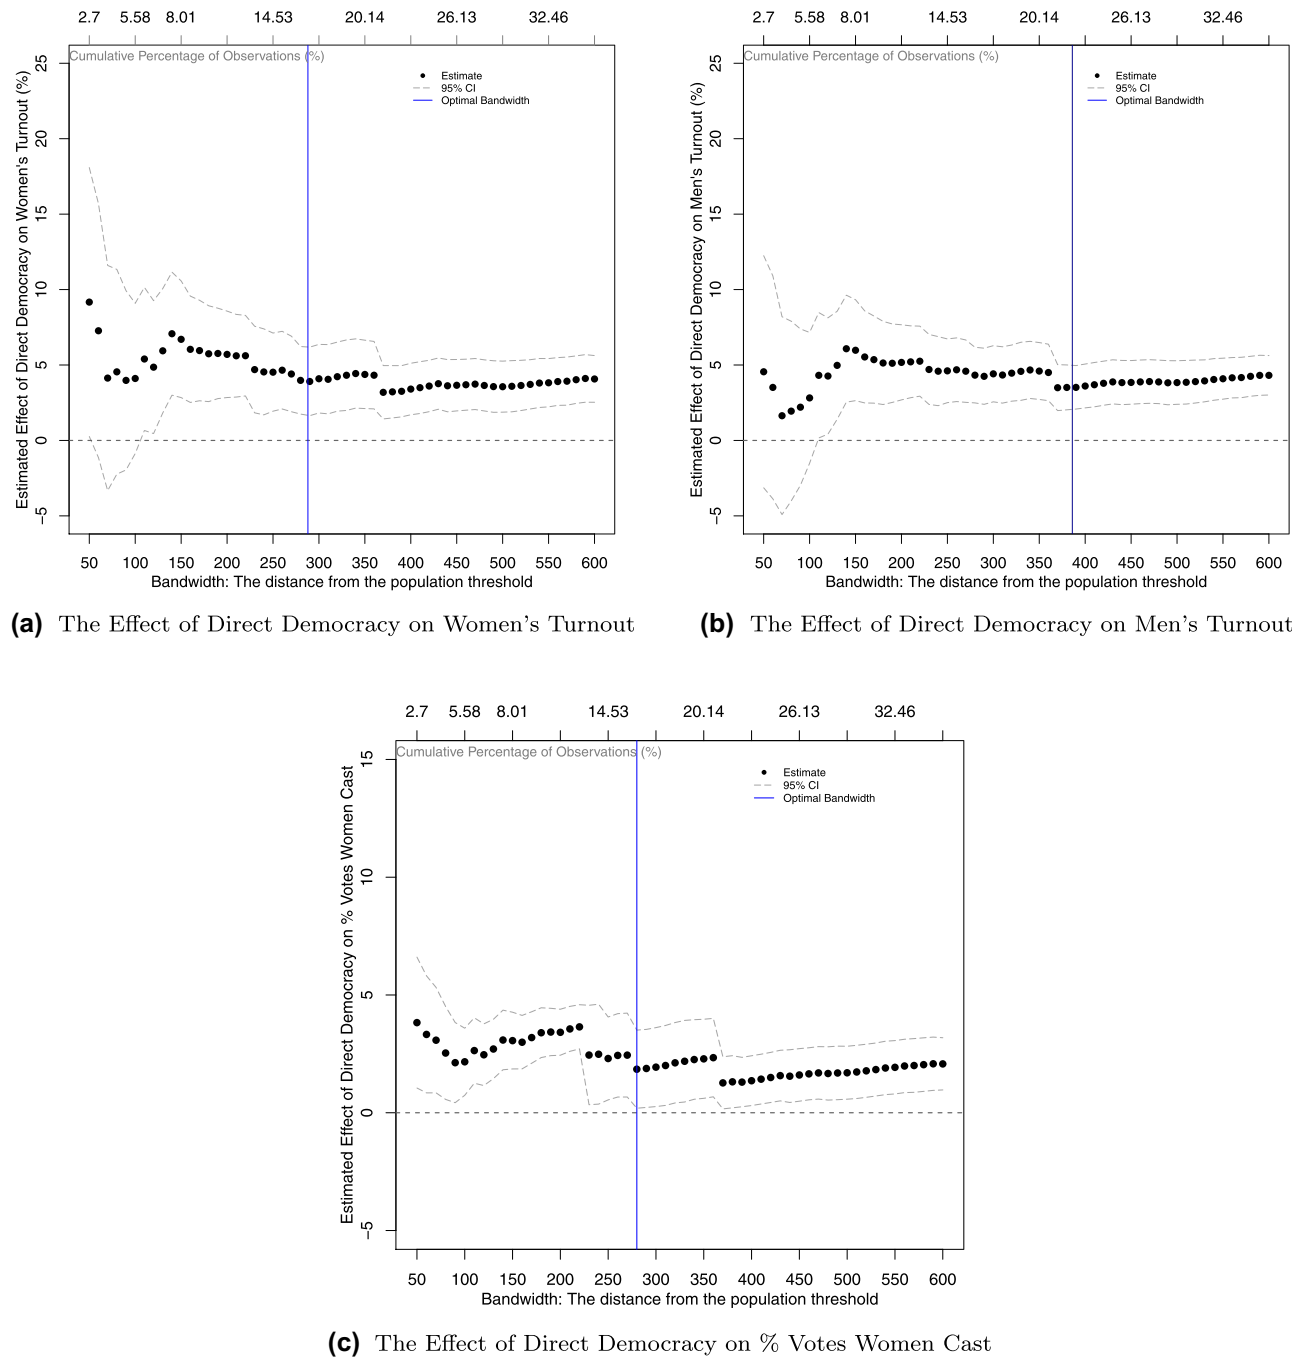 2.7 5.58 8.01 14.53 20.14 26.13 32.46
Cumulative Percentage of Observations (%)
Estimate
95% CI
Optimal Bandwidth
Estimated Effect of Direct Democracy on Women's Turnout (%)
25
20
15
10
5
0
−5
50 100 150 200 250 300 350 400 450 500 550 600
Bandwidth: The distance from the population threshold
(a) The Effect of Direct Democracy on Women's Turnout
2.7 5.58 8.01 14.53 20.14 26.13 32.46
Cumulative Percentage of Observations (%)
Estimate
95% CI
Optimal Bandwidth
Estimated Effect of Direct Democracy on Men's Turnout (%)
25
20
15
10
5
0
−5
50 100 150 200 250 300 350 400 450 500 550 600
Bandwidth: The distance from the population threshold
(b) The Effect of Direct Democracy on Men's Turnout
2.7 5.58 8.01 14.53 20.14 26.13 32.46
Cumulative Percentage of Observations (%)
Estimate
95% CI
Optimal Bandwidth
Estimated Effect of Direct Democracy on % Votes Women Cast
15
10
5
0
−5
50 100 150 200 250 300 350 400 450 500 550 600
Bandwidth: The distance from the population threshold
(c) The Effect of Direct Democracy on % Votes Women Cast